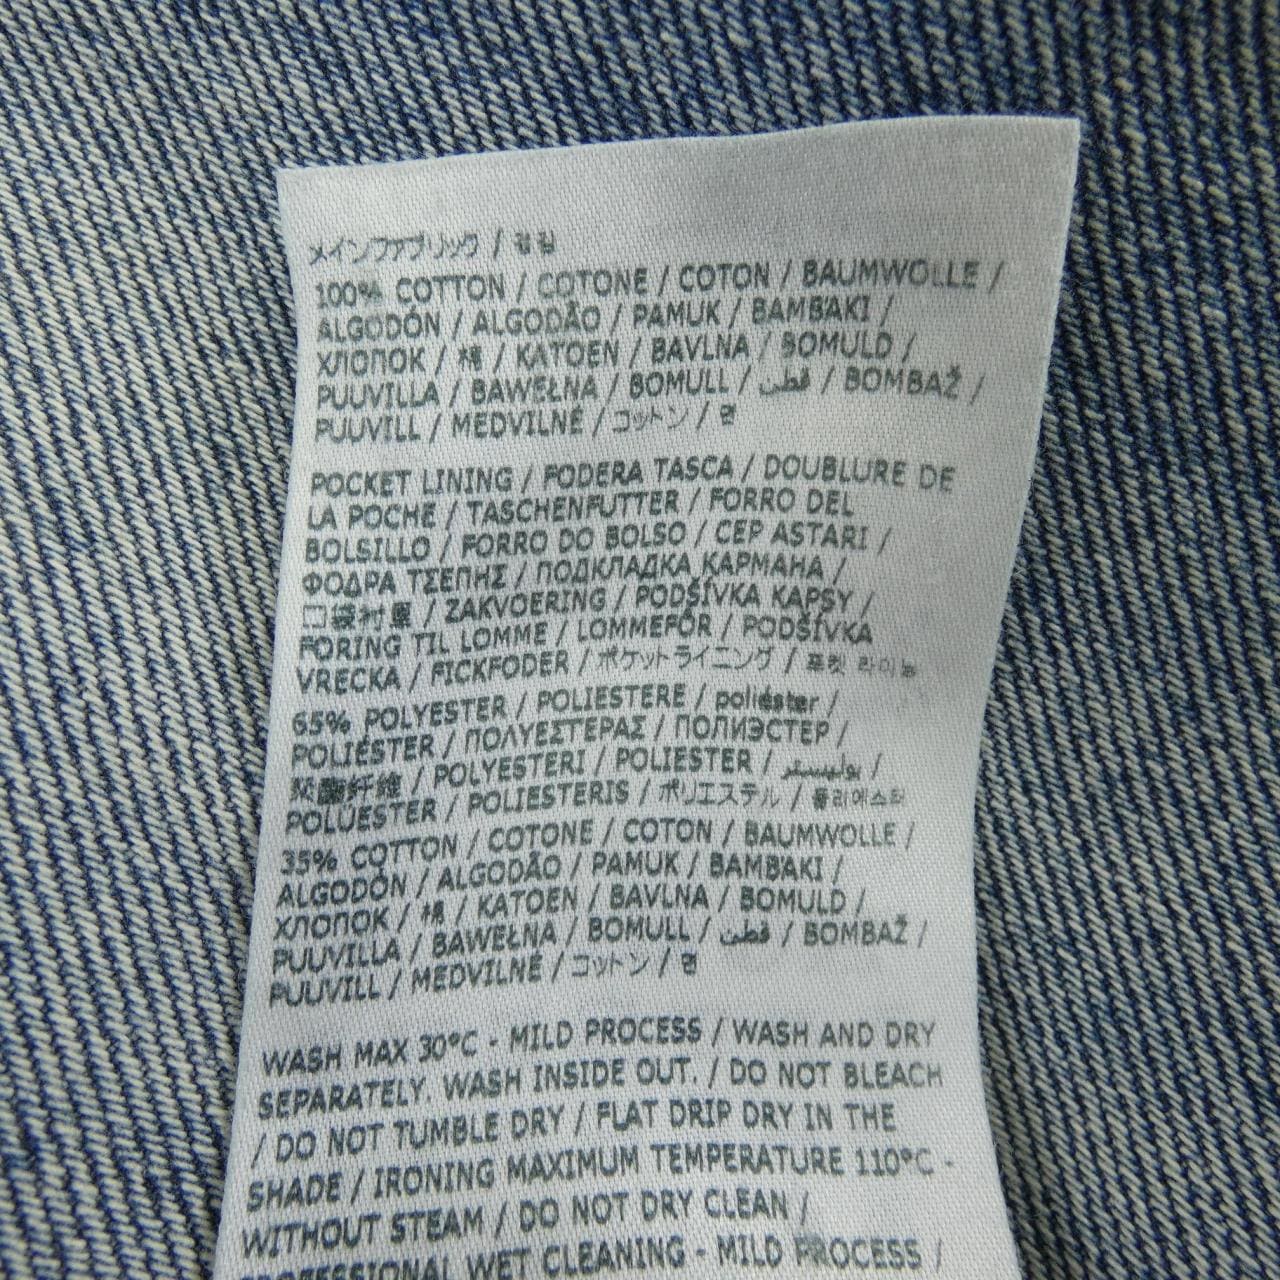 メインファブリック / 겉감
100% COTTON / COTONE / COTON / BAUMWOLLE /
ALGODÓN / ALGODÃO / PAMUK / BAMBAKI /
ХЛОПОК / 棉 / KATOEN / BAVLNA / BOMULD /
PUUVILLA / BAWEŁNA / BOMULL / قطن / BOMBAŽ /
PUUVILL / MEDVILNÉ / コットン / 면
POCKET LINING / FODERA TASCA / DOUBLURE DE
LA POCHE / TASCHENFUTTER / FORRO DEL
BOLSILLO / FORRO DO BOLSO / CEP ASTARI /
ΦΟΔΡΑ ΤΣΕΠΗΣ / ПОДКЛАДКА КАРМАНА /
口袋衬里 / ZAKVOERING / PODŠÍVKA KAPSY /
FORING TIL LOMME / LOMMEFÓR / PODŠÍVKA
VRECKA / FICKFODER / ポケットライニング / 포켓 라이닝
65% POLYESTER / POLIESTERE / poliéster /
POLIÉSTER / ΠΟΛΥΕΣΤΕΡΑΣ / ПОЛИЭСТЕР /
聚酯纤维 / POLYESTERI / POLIESTER / بوليستر /
POLÜESTER / POLIESTERIS / ポリエステル / 폴리에스터
35% COTTON / COTONE / COTON / BAUMWOLLE /
ALGODÓN / ALGODÃO / PAMUK / BAMBAKI /
ХЛОПОК / 棉 / KATOEN / BAVLNA / BOMULD /
PUUVILLA / BAWEŁNA / BOMULL / قطن / BOMBAŽ /
PUUVILL / MEDVILNÉ / コットン / 면
WASH MAX 30°C - MILD PROCESS / WASH AND DRY
SEPARATELY. WASH INSIDE OUT. / DO NOT BLEACH
/ DO NOT TUMBLE DRY / FLAT DRIP DRY IN THE
SHADE / IRONING MAXIMUM TEMPERATURE 110°C -
WITHOUT STEAM / DO NOT DRY CLEAN /
PROFESSIONAL WET CLEANING - MILD PROCESS /